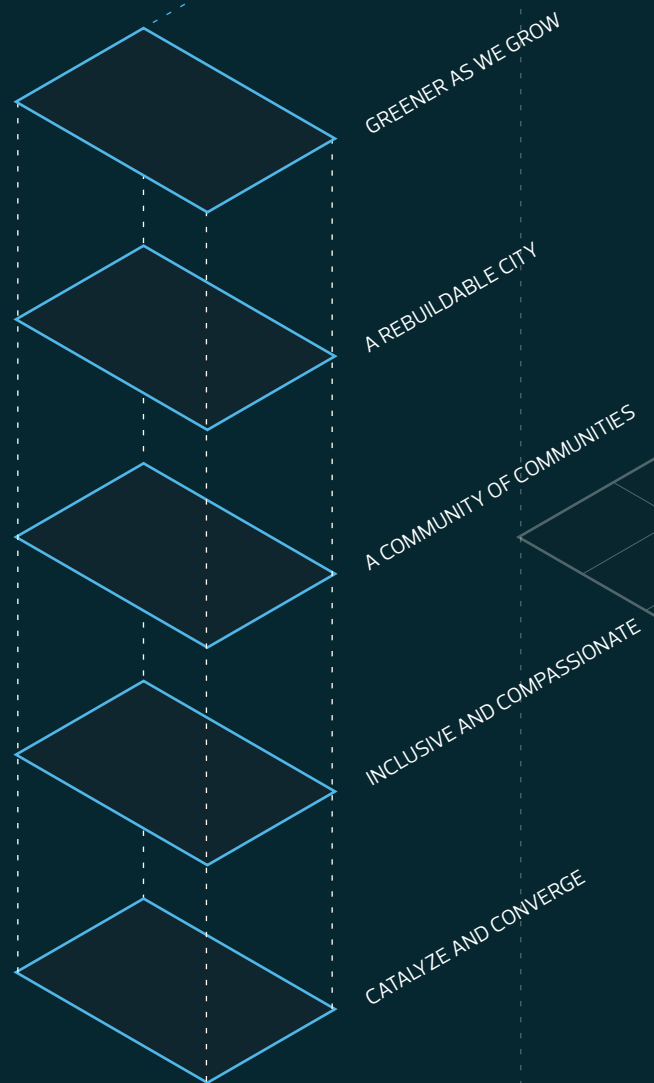 GREENER AS WE GROW
A REBUILDABLE CITY
A COMMUNITY OF COMMUNITIES
INCLUSIVE AND COMPASSIONATE
CATALYZE AND CONVERGE